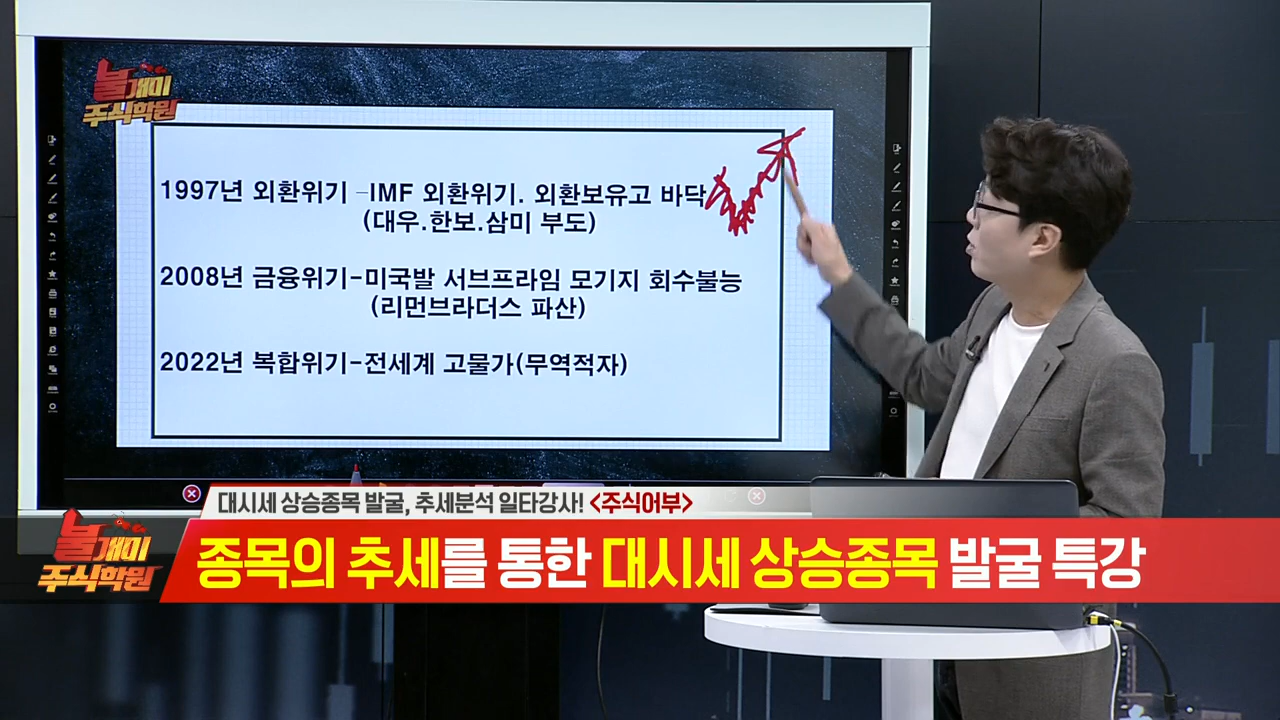 불개미
주식학원
1997년 외환위기 –IMF 외환위기. 외환보유고 바닥
(대우.한보.삼미 부도)
2008년 금융위기-미국발 서브프라임 모기지 회수불능
(리먼브라더스 파산)
2022년 복합위기-전세계 고물가(무역적자)
대시세 상승종목 발굴, 추세분석 일타강사! <주식어부>
불개미
주식학원
종목의 추세를 통한 대시세 상승종목 발굴 특강